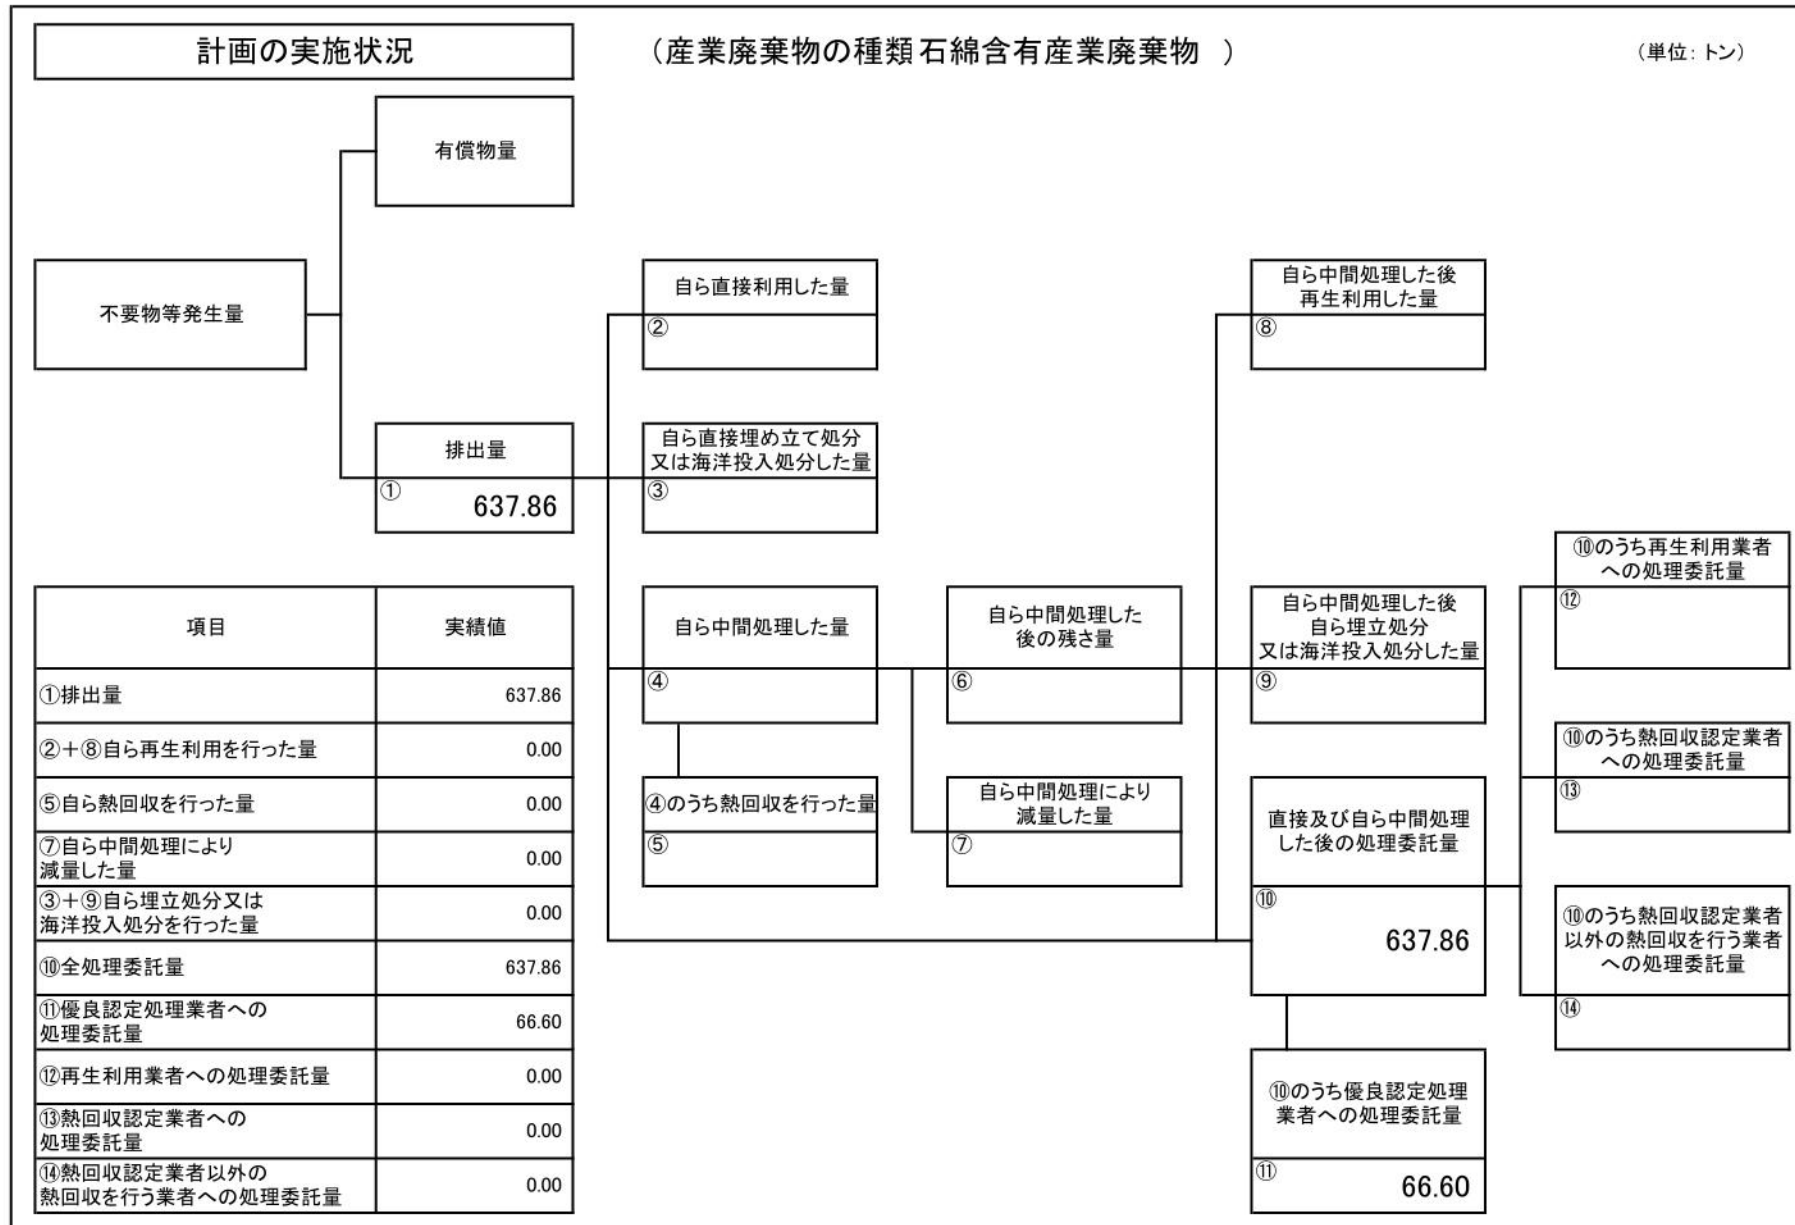 計画の実施状況
（産業廃棄物の種類 石綿含有産業廃棄物　）
（単位：トン）
有償物量
不要物等発生量
自ら直接利用した量
②
自ら中間処理した後
再生利用した量
⑧
排出量
①
637.86
自ら直接埋め立て処分
又は海洋投入処分した量
③
⑩のうち再生利用業者
への処理委託量
⑫
自ら中間処理した量
④
自ら中間処理した
後の残さ量
⑥
自ら中間処理した後
自ら埋立処分
又は海洋投入処分した量
⑨
⑩のうち熱回収認定業者
への処理委託量
⑬
④のうち熱回収を行った量
⑤
自ら中間処理により
減量した量
⑦
直接及び自ら中間処理
した後の処理委託量
⑩
637.86
⑩のうち熱回収認定業者
以外の熱回収を行う業者
への処理委託量
⑭
⑩のうち優良認定処理
業者への処理委託量
⑪
66.60
項目 実績値
①排出量 637.86
②＋⑧自ら再生利用を行った量 0.00
⑤自ら熱回収を行った量 0.00
⑦自ら中間処理により
減量した量 0.00
③＋⑨自ら埋立処分又は
海洋投入処分を行った量 0.00
⑩全処理委託量 637.86
⑪優良認定処理業者への
処理委託量 66.60
⑫再生利用業者への処理委託量 0.00
⑬熱回収認定業者への
処理委託量 0.00
⑭熱回収認定業者以外の
熱回収を行う業者への処理委託量 0.00